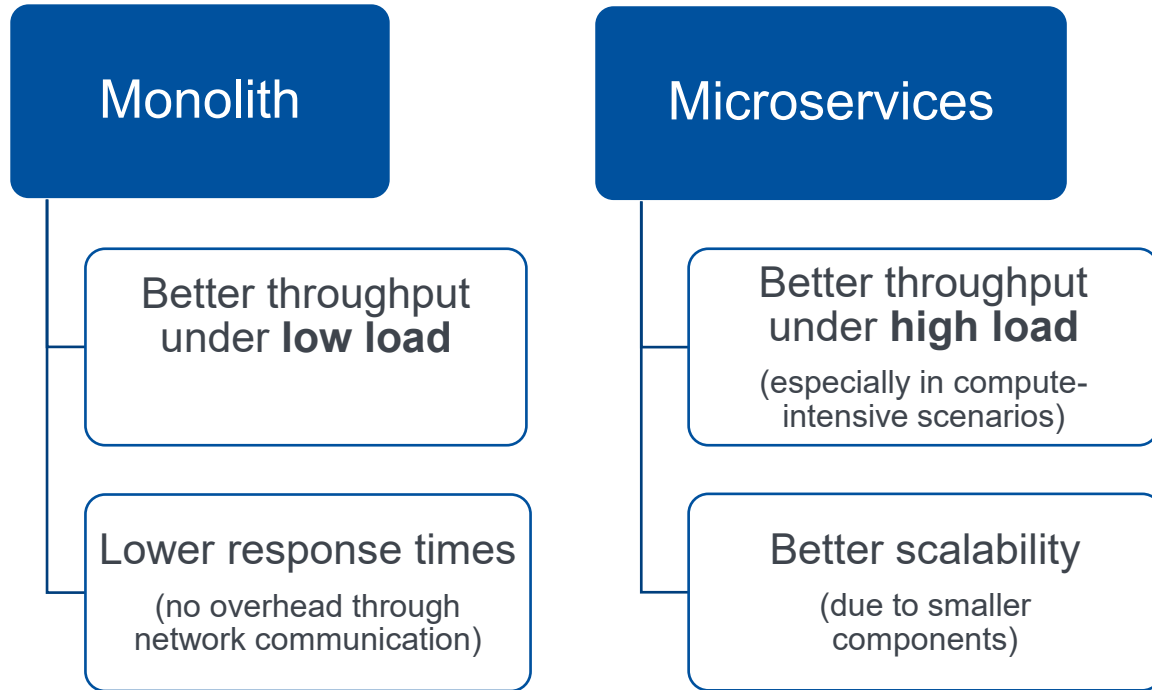 Monolith
Better throughput
under low load
Lower response times
(no overhead through
network communication)
Microservices
Better throughput
under high load
(especially in compute-
intensive scenarios)
Better scalability
(due to smaller
components)